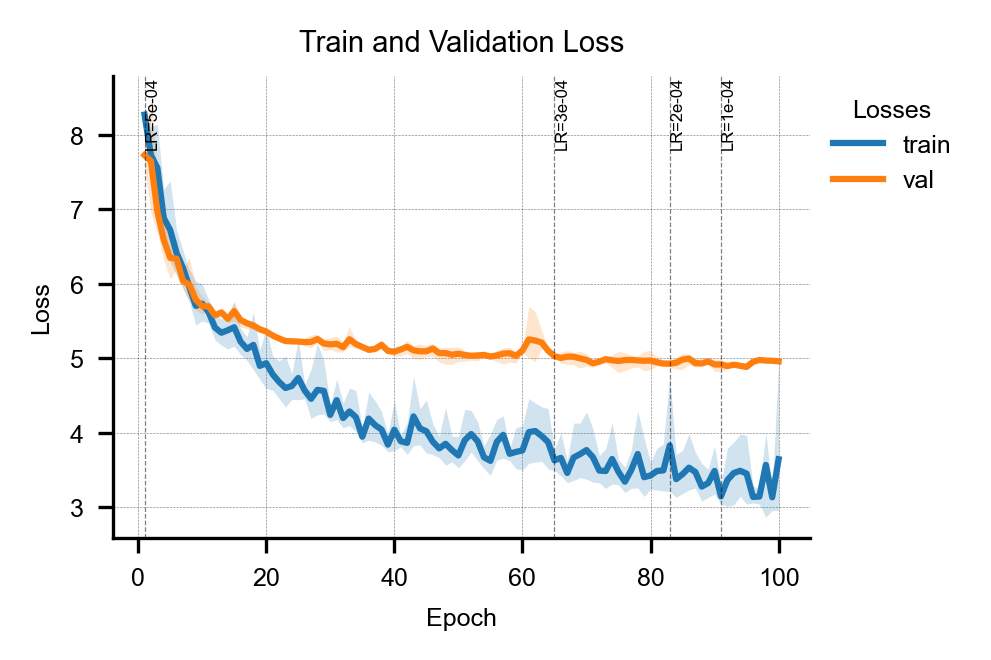 Train and Validation Loss
LR=5e-04
LR=3e-04
LR=2e-04
LR=1e-04
Losses
train
val
Loss
8
7
6
5
4
3
0
20
40
60
80
100
Epoch